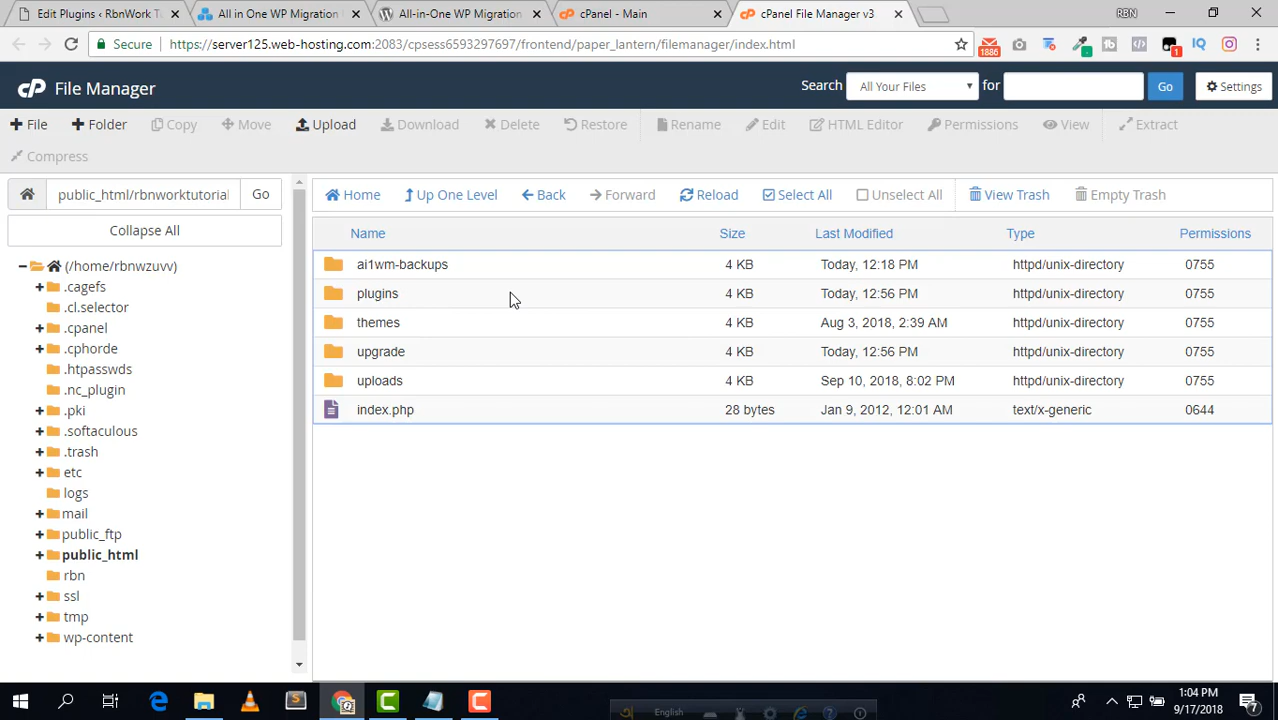 Edit Plugins ‹ RbnWork T
All in One WP Migration
All-in-One WP Migration
cPanel - Main
cPanel File Manager v3
RBN
Secure
https://server125.web-hosting.com:2083/cpsess6592297697/frontend/paper_lantern/filemanager/index.html
1886
1
IQ
cP File Manager
Search
All Your Files
for
Go
Settings
File
Folder
Copy
Move
Upload
Download
Delete
Restore
Rename
Edit
HTML Editor
Permissions
View
Extract
Compress
public_html/rbnworktutorial
Go
Home
Up One Level
Back
Forward
Reload
Select All
Unselect All
View Trash
Empty Trash
Collapse All
Name Size Last Modified Type Permissions
ai1wm-backups 4 KB Today, 12:18 PM httpd/unix-directory 0755
plugins 4 KB Today, 12:56 PM httpd/unix-directory 0755
themes 4 KB Aug 3, 2018, 2:39 AM httpd/unix-directory 0755
upgrade 4 KB Today, 12:56 PM httpd/unix-directory 0755
uploads 4 KB Sep 10, 2018, 8:02 PM httpd/unix-directory 0755
index.php 28 bytes Jan 9, 2012, 12:01 AM text/x-generic 0644
(/home/rbnwzuvv)
.cagefs
.cl.selector
.cpanel
.cphorde
.htpasswds
.nc_plugin
.pki
.softaculous
.trash
etc
logs
mail
public_ftp
public_html
rbn
ssl
tmp
wp-content
English
1:04 PM
9/17/2018
7